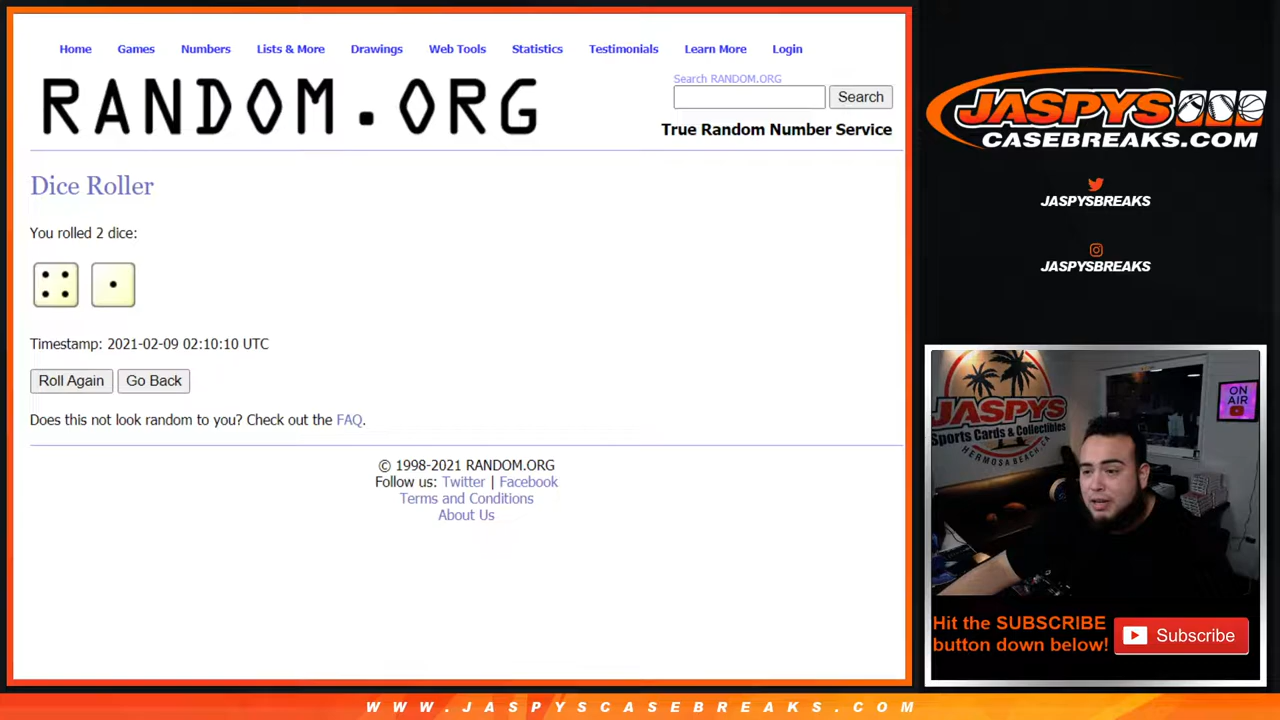 Home Games Numbers Lists & More Drawings Web Tools Statistics Testimonials Learn More Login
RANDOM.ORG
Search RANDOM.ORG
Search
True Random Number Service
Dice Roller
You rolled 2 dice:
Timestamp: 2021-02-09 02:10:10 UTC
Roll Again Go Back
Does this not look random to you? Check out the FAQ.
© 1998-2021 RANDOM.ORG
Follow us: Twitter | Facebook
Terms and Conditions
About Us
JASPYS
CASEBREAKS.COM
JASPYSBREAKS
JASPYSBREAKS
JASPYS
Sports Cards & Collectibles
HERMOSA BEACH, CA
ON
AIR
Hit the SUBSCRIBE
button down below!
Subscribe
WWW.JASPYSCASEBREAKS.COM